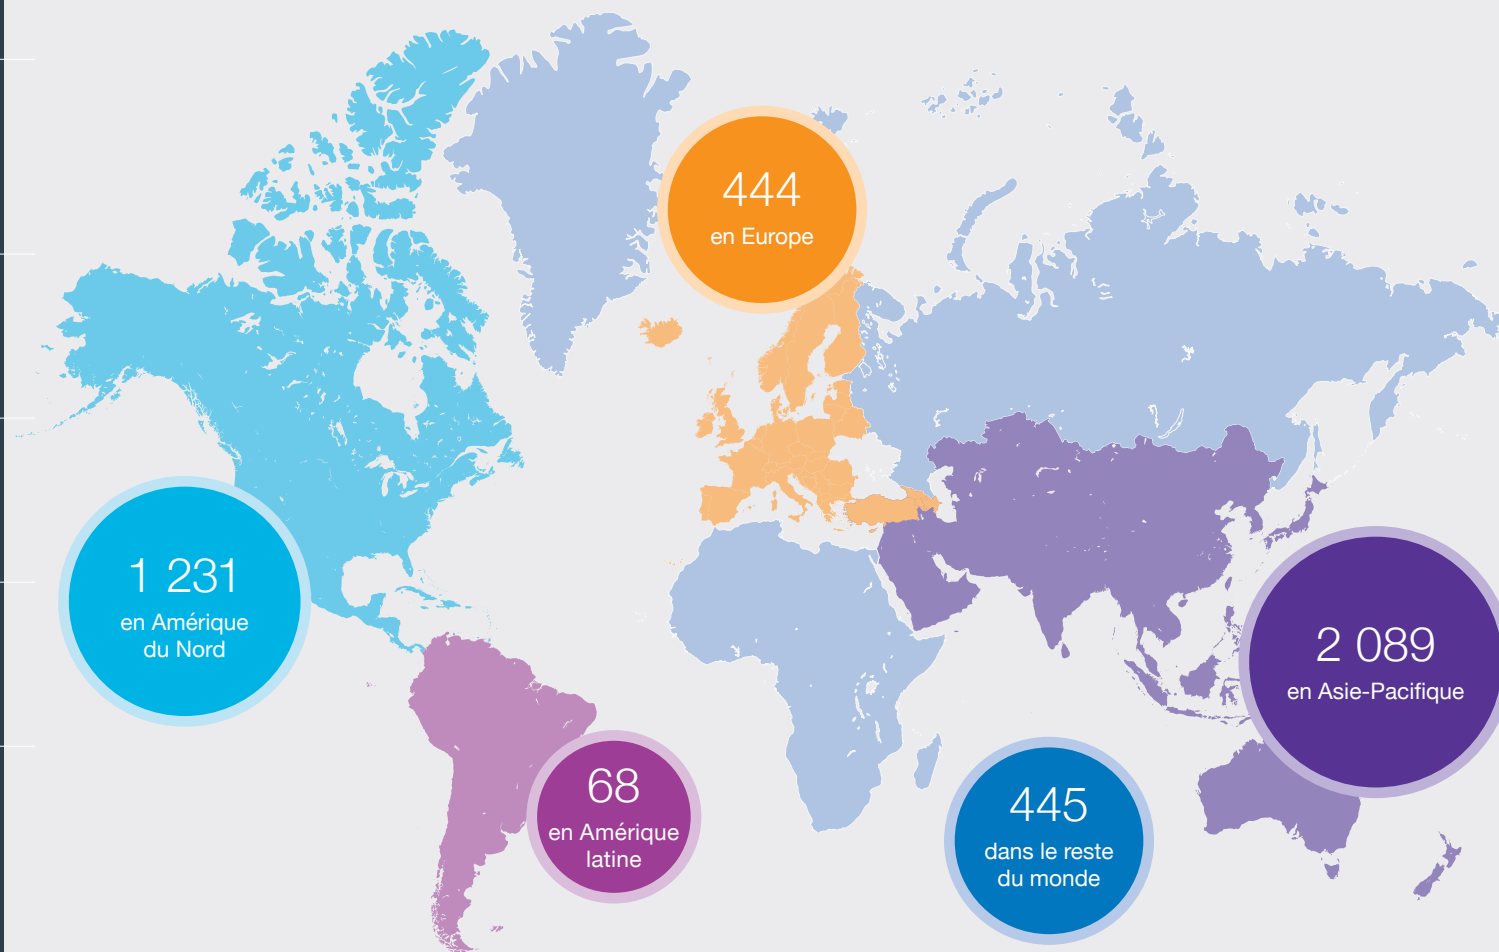 444
en Europe
1 231
en Amérique
du Nord
2 089
en Asie-Pacifique
68
en Amérique
latine
445
dans le reste
du monde